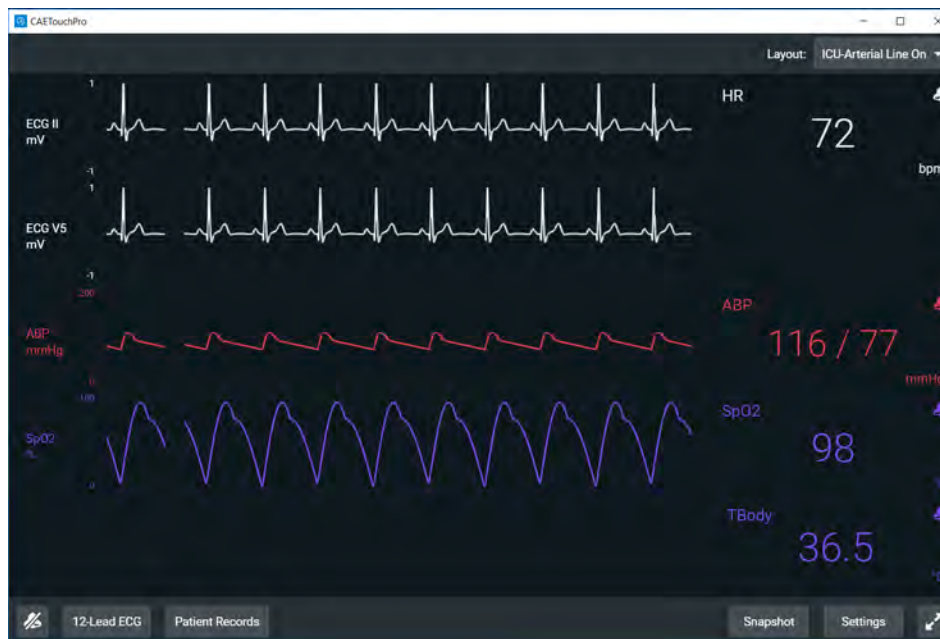 CAETouchPro
Layout: ICU-Arterial Line On
1
ECG II
mV
-1
HR
72
bpm
1
ECG V5
mV
-1
200
ABP
mmHg
0
ABP
116 / 77
mmHg
100
SpO2
%
0
SpO2
98
TBody
36.5
12-Lead ECG
Patient Records
Snapshot
Settings